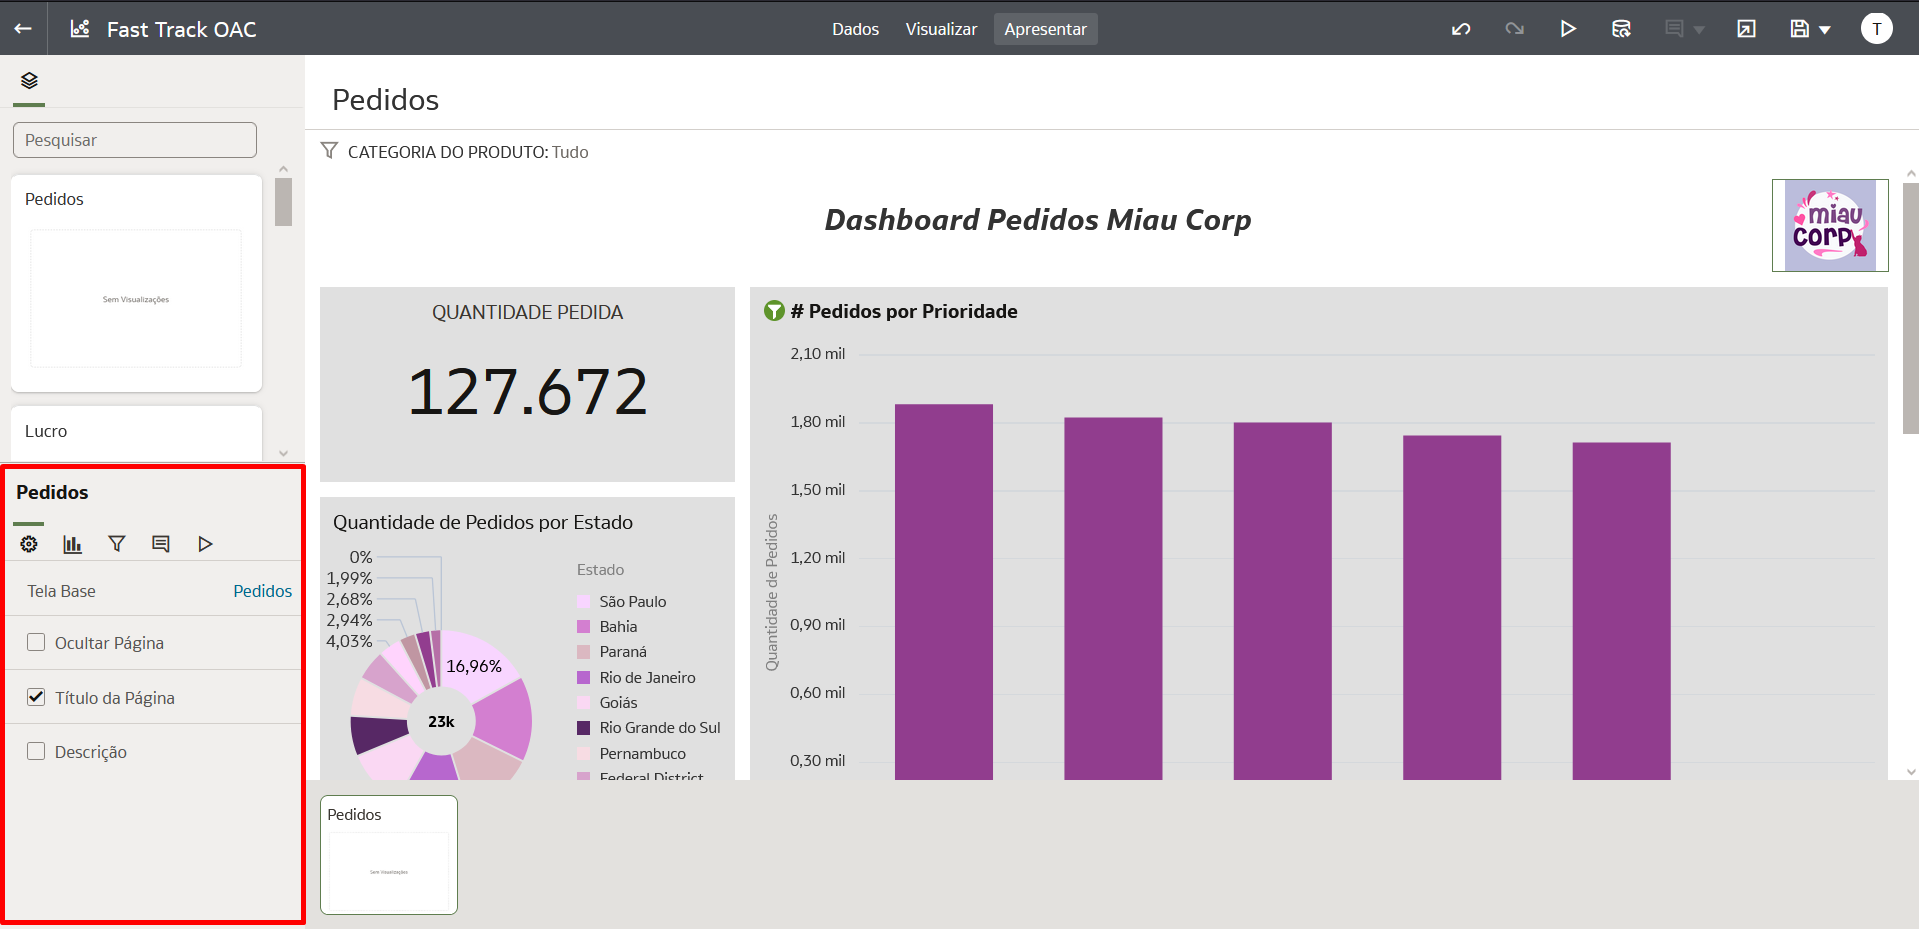 Fast Track OAC
Dados Visualizar Apresentar
T
Pesquisar
Pedidos
Sem Visualizações
Lucro
Pedidos
Tela Base Pedidos
Ocultar Página
Título da Página
Descrição
Pedidos
CATEGORIA DO PRODUTO: Tudo
Dashboard Pedidos Miau Corp
miau
corp
QUANTIDADE PEDIDA
127.672
Quantidade de Pedidos por Estado
0%
1,99%
2,68%
2,94%
4,03%
16,96%
23k
Estado
São Paulo
Bahia
Paraná
Rio de Janeiro
Goiás
Rio Grande do Sul
Pernambuco
Federal District
# Pedidos por Prioridade
Quantidade de Pedidos
2,10 mil
1,80 mil
1,50 mil
1,20 mil
0,90 mil
0,60 mil
0,30 mil
Pedidos
Sem Visualizações